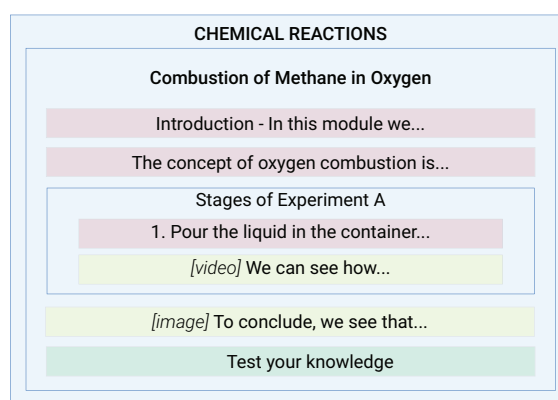 CHEMICAL REACTIONS
Combustion of Methane in Oxygen
Introduction - In this module we...
The concept of oxygen combustion is...
Stages of Experiment A
1. Pour the liquid in the container...
[video] We can see how...
[image] To conclude, we see that...
Test your knowledge